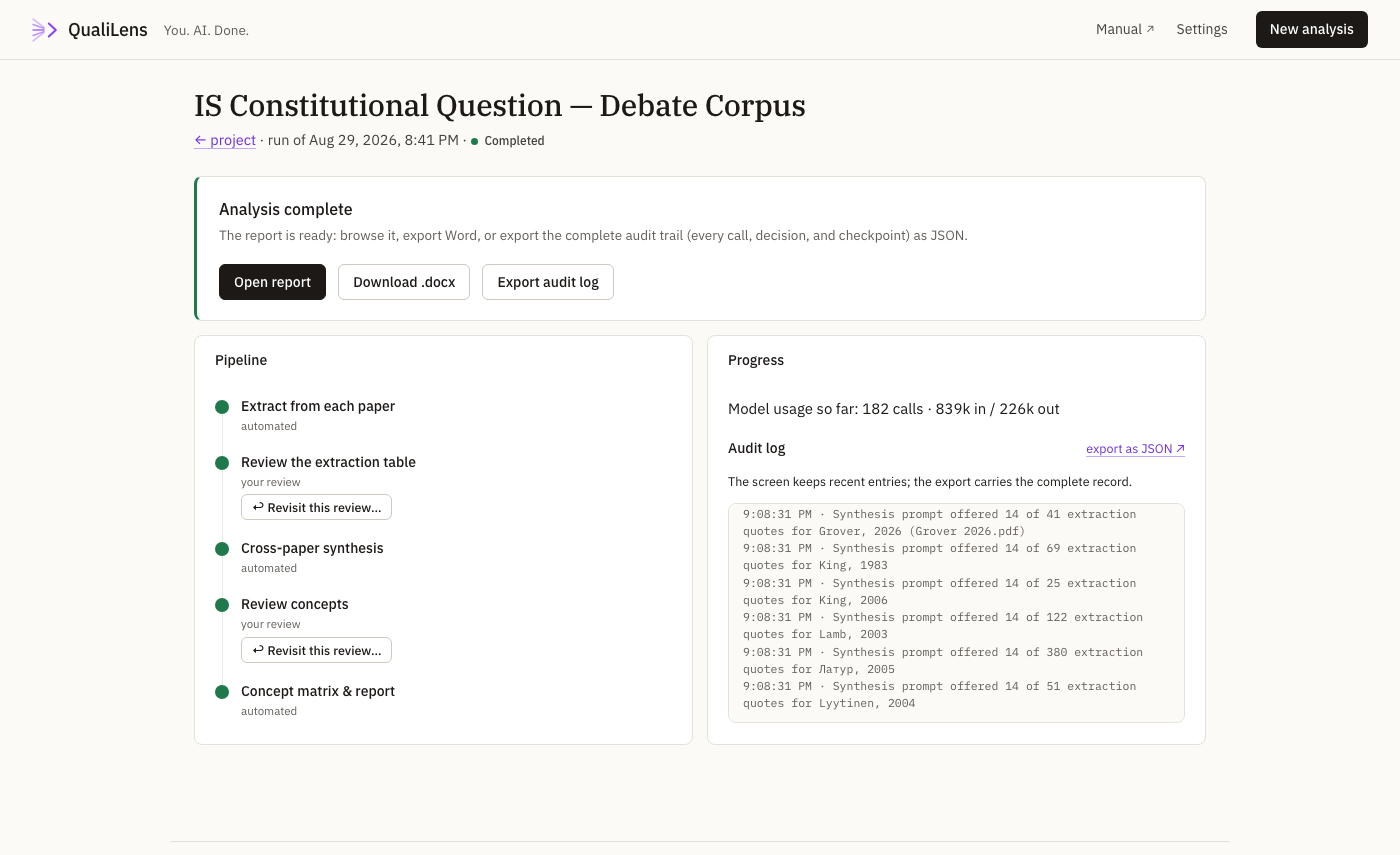 QualiLens You. AI. Done. Manual ↗ Settings New analysis
IS Constitutional Question — Debate Corpus
← project · run of Aug 29, 2026, 8:41 PM · Completed
Analysis complete
The report is ready: browse it, export Word, or export the complete audit trail (every call, decision, and checkpoint) as JSON.
Open report Download .docx Export audit log
Pipeline
Extract from each paper
automated
Review the extraction table
your review
↩ Revisit this review…
Cross-paper synthesis
automated
Review concepts
your review
↩ Revisit this review…
Concept matrix & report
automated
Progress
Model usage so far: 182 calls · 839k in / 226k out
Audit log export as JSON ↗
The screen keeps recent entries; the export carries the complete record.
9:08:31 PM · Synthesis prompt offered 14 of 41 extraction
quotes for Grover, 2026 (Grover 2026.pdf)
9:08:31 PM · Synthesis prompt offered 14 of 69 extraction
quotes for King, 1983
9:08:31 PM · Synthesis prompt offered 14 of 25 extraction
quotes for King, 2006
9:08:31 PM · Synthesis prompt offered 14 of 122 extraction
quotes for Lamb, 2003
9:08:31 PM · Synthesis prompt offered 14 of 380 extraction
quotes for Латур, 2005
9:08:31 PM · Synthesis prompt offered 14 of 51 extraction
quotes for Lyytinen, 2004